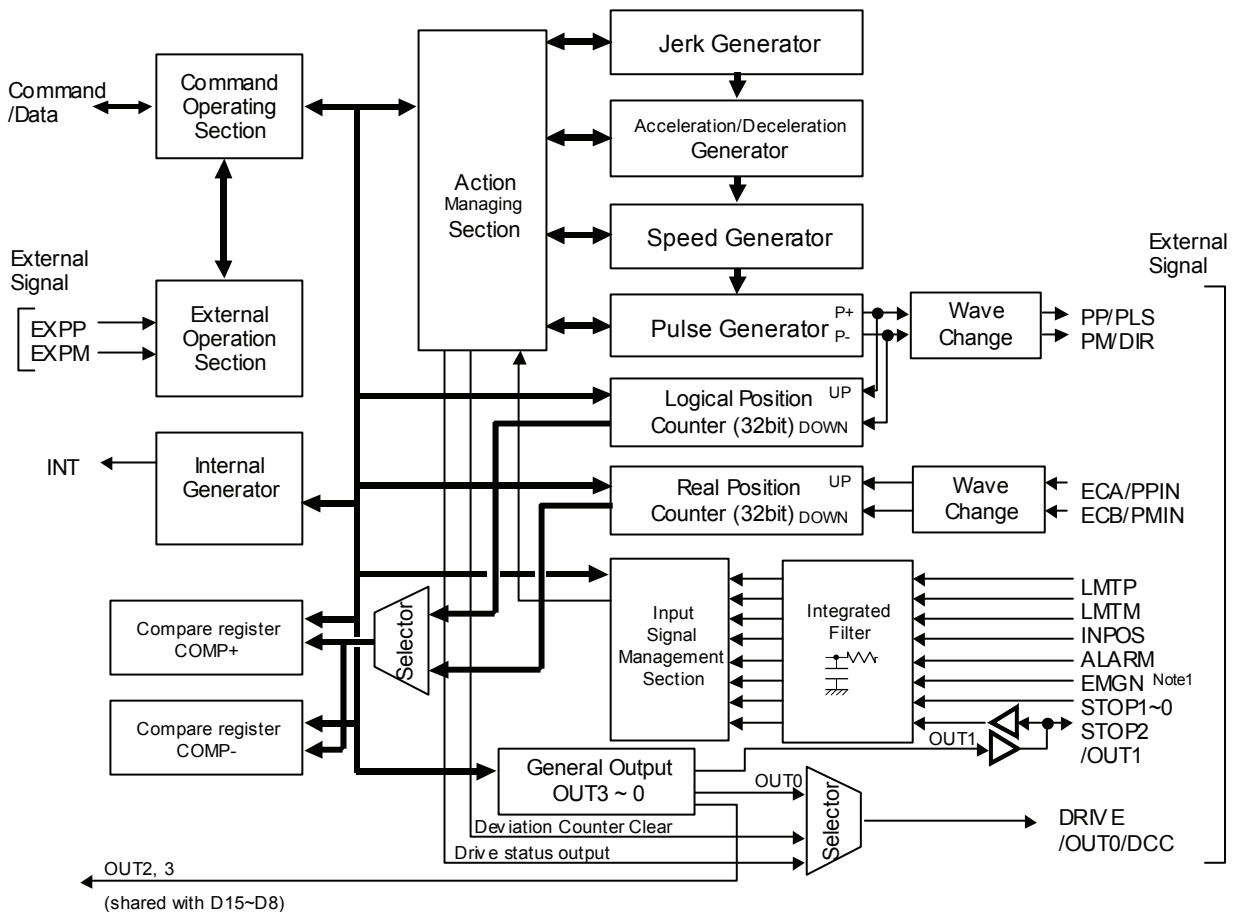 Command
/Data
Command
Operating
Section
External
Signal
EXPP
EXPM
External
Operation
Section
INT
Internal
Generator
Compare register
COMP+
Compare register
COMP-
Action
Managing
Section
Jerk Generator
Acceleration/Deceleration
Generator
Speed Generator
Pulse Generator
P+
P-
Wave
Change
External
Signal
PP/PLS
PM/DIR
Logical Position
Counter (32bit)
UP
DOWN
Real Position
Counter (32bit)
UP
DOWN
Wave
Change
ECA/PPIN
ECB/PMIN
Selector
Input
Signal
Management
Section
Integrated
Filter
LMTP
LMTM
INPOS
ALARM
EMGN Note1
STOP1~0
STOP2
/OUT1
General Output
OUT3 ~ 0
OUT1
OUT0
Deviation Counter Clear
Drive status output
Selector
DRIVE
/OUT0/DCC
OUT2, 3
(shared with D15~D8)